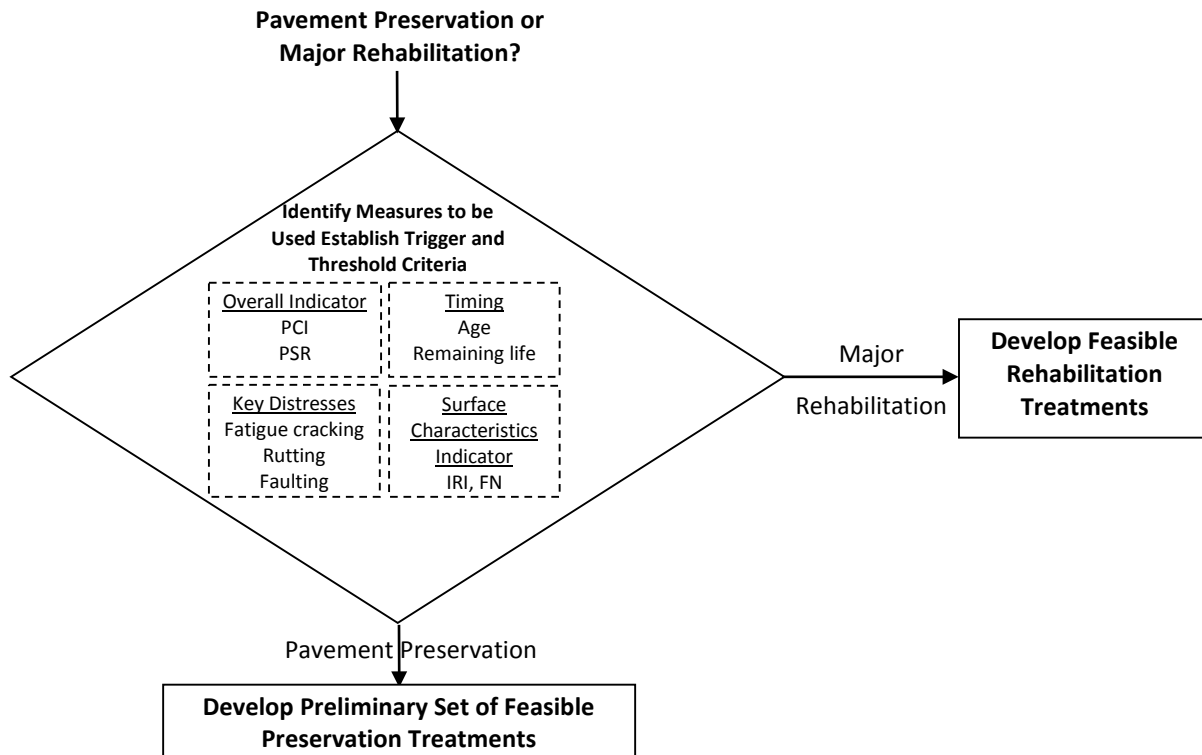 Pavement Preservation or
Major Rehabilitation?
Identify Measures to be
Used Establish Trigger and
Threshold Criteria
Overall Indicator
PCI
PSR
Timing
Age
Remaining life
Key Distresses
Fatigue cracking
Rutting
Faulting
Surface
Characteristics
Indicator
IRI, FN
Major
Rehabilitation
Develop Feasible
Rehabilitation
Treatments
Pavement Preservation
Develop Preliminary Set of Feasible
Preservation Treatments